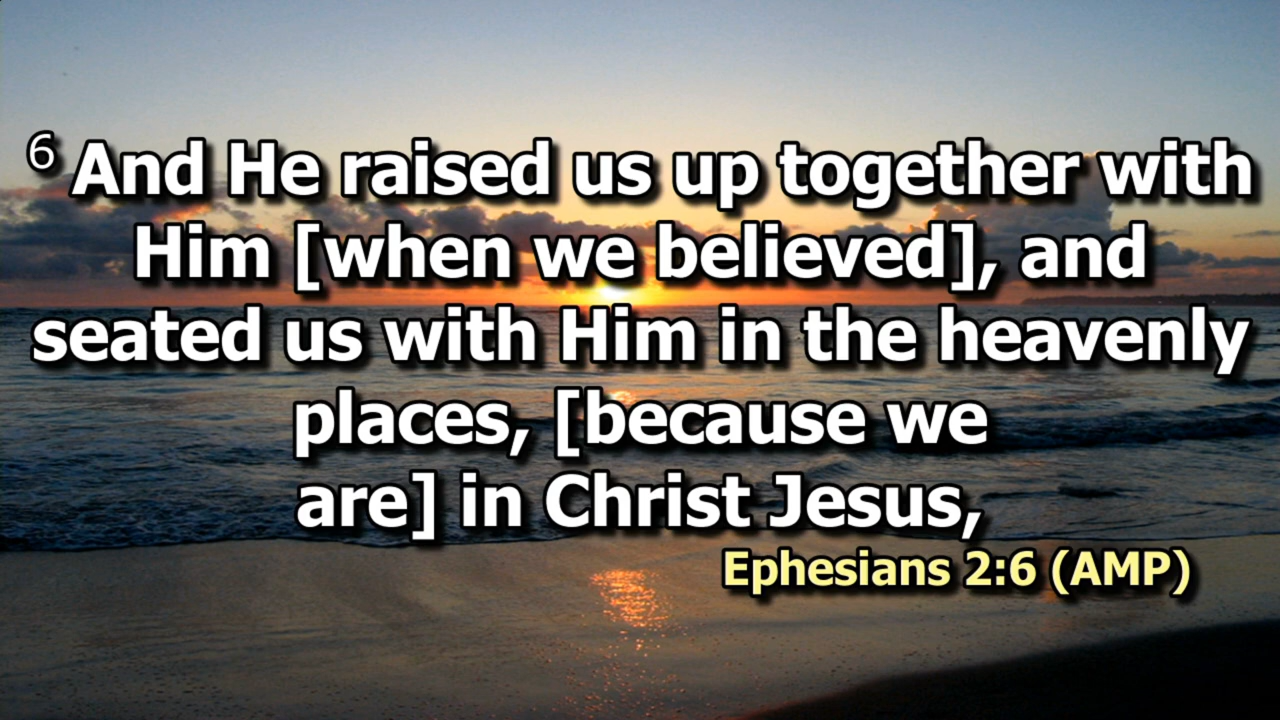 6 And He raised us up together with
Him [when we believed], and
seated us with Him in the heavenly
places, [because we
are] in Christ Jesus,
Ephesians 2:6 (AMP)